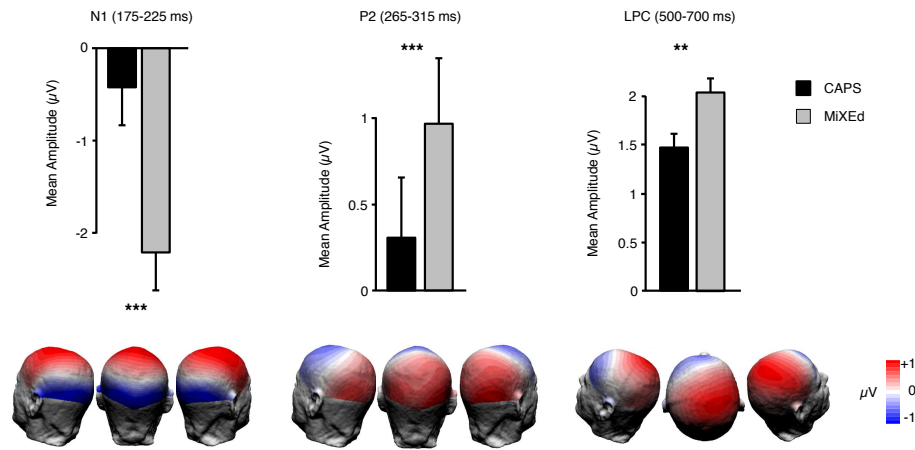 N1 (175-225 ms)
P2 (265-315 ms)
LPC (500-700 ms)
Mean Amplitude (µV)
0
-1
-2
***
Mean Amplitude (µV)
1
0.5
0
***
Mean Amplitude (µV)
2
1.5
1
0.5
0
**
CAPS
MiXEd
µV
+1
0
-1